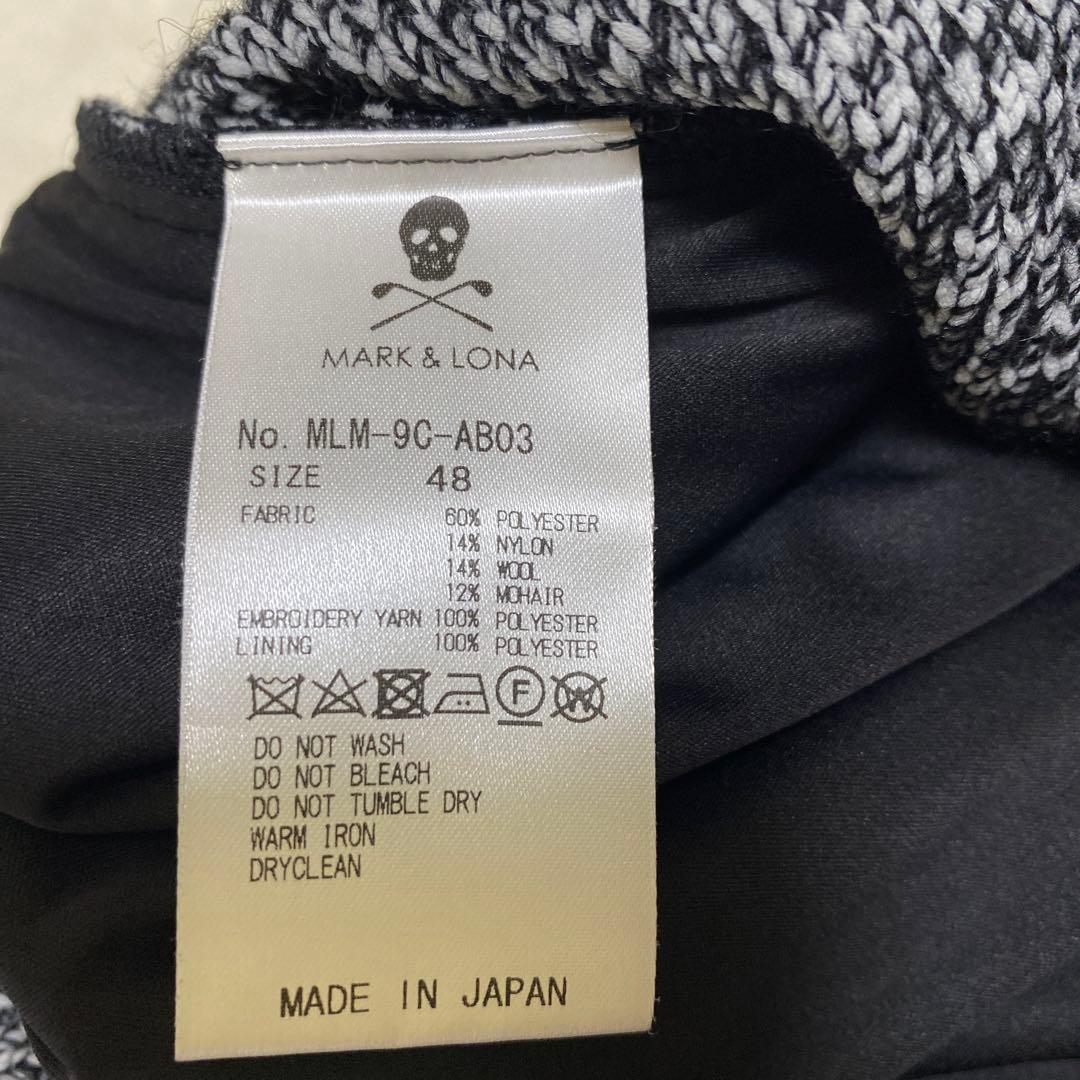 MARK & LONA
No. MLM-9C-AB03
SIZE 48
FABRIC 60% POLYESTER
14% NYLON
14% WOOL
12% MOHAIR
EMBROIDERY YARN 100% POLYESTER
LINING 100% POLYESTER
F W
DO NOT WASH
DO NOT BLEACH
DO NOT TUMBLE DRY
WARM IRON
DRYCLEAN
MADE IN JAPAN